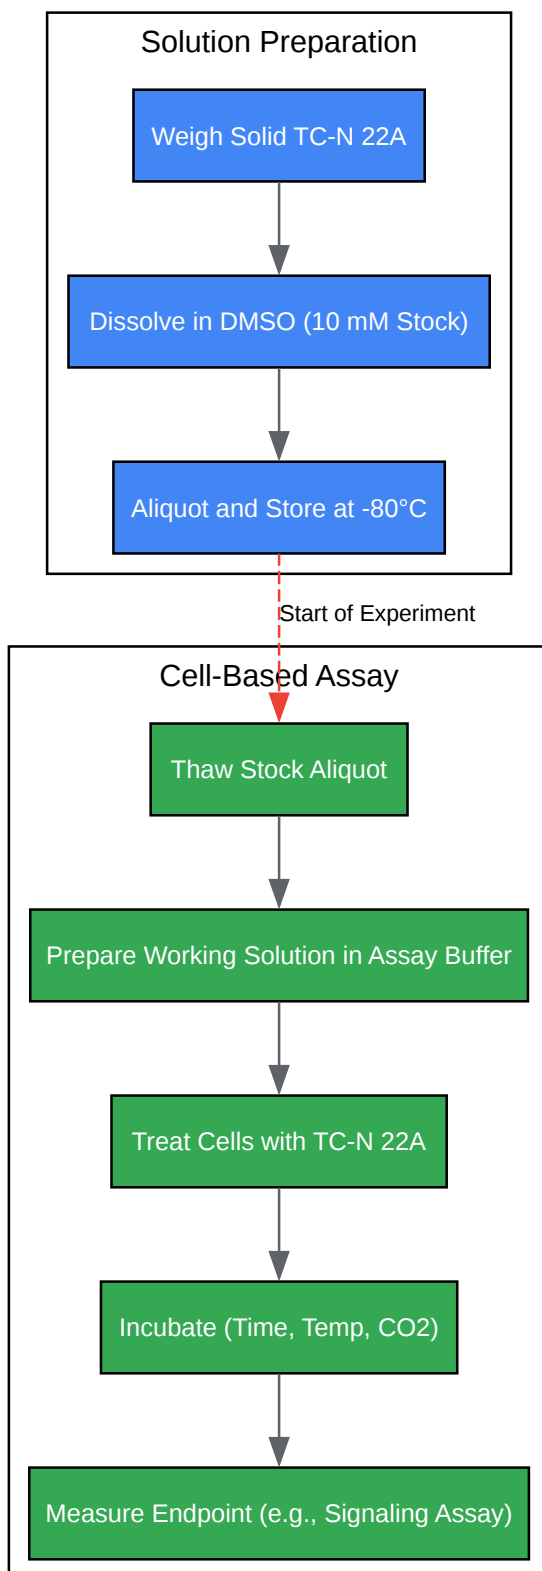 Solution Preparation
Weigh Solid TC-N 22A
Dissolve in DMSO (10 mM Stock)
Aliquot and Store at -80°C
Start of Experiment
Cell-Based Assay
Thaw Stock Aliquot
Prepare Working Solution in Assay Buffer
Treat Cells with TC-N 22A
Incubate (Time, Temp, CO2)
Measure Endpoint (e.g., Signaling Assay)